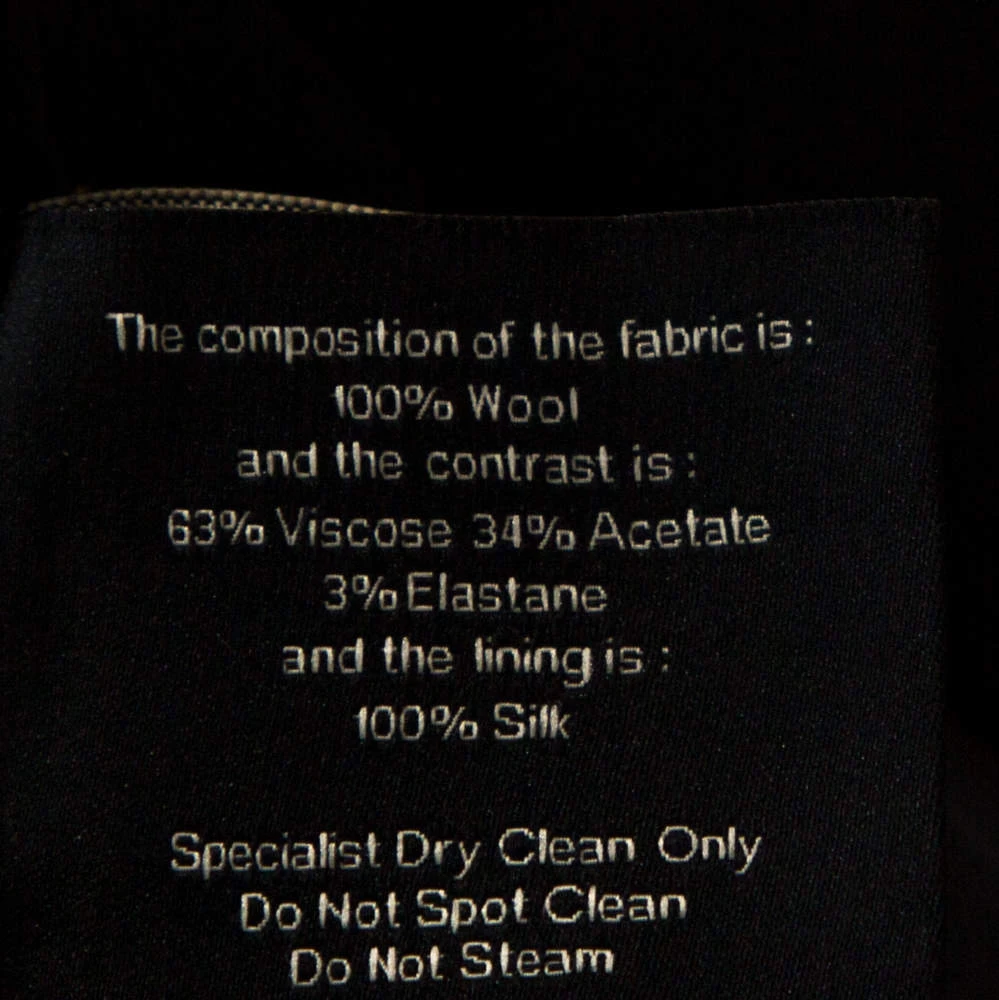 The composition of the fabric is :
100% Wool
and the contrast is :
63% Viscose 34% Acetate
3% Elastane
and the lining is :
100% Silk
Specialist Dry Clean Only
Do Not Spot Clean
Do Not Steam